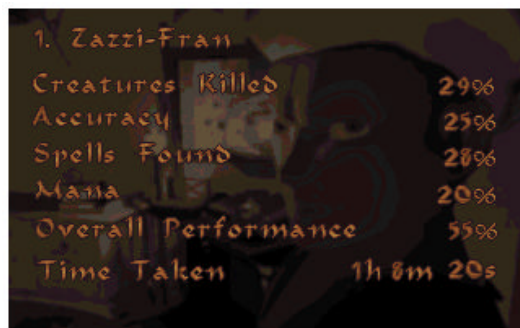 1. Zazzi-Fran
Creatures Killed 29%
Accuracy 25%
Spells Found 28%
Mana 20%
Overall Performance 55%
Time Taken 1h 8m 20s